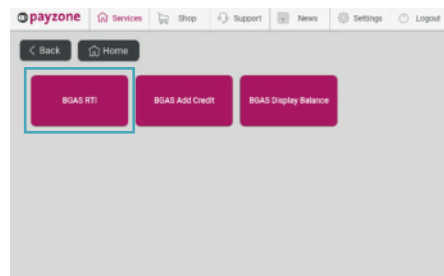 payzone Services Shop Support News Settings Logout
< Back Home
BGAS RTI BGAS Add Credit BGAS Display Balance